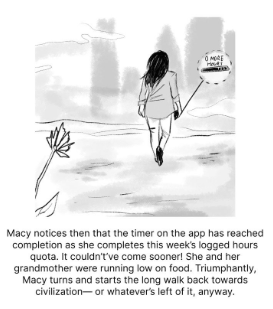 0 MORE
HOURS
Macy notices then that the timer on the app has reached
completion as she completes this week's logged hours
quota. It couldn't've come sooner! She and her
grandmother were running low on food. Triumphantly,
Macy turns and starts the long walk back towards
civilization— or whatever's left of it, anyway.